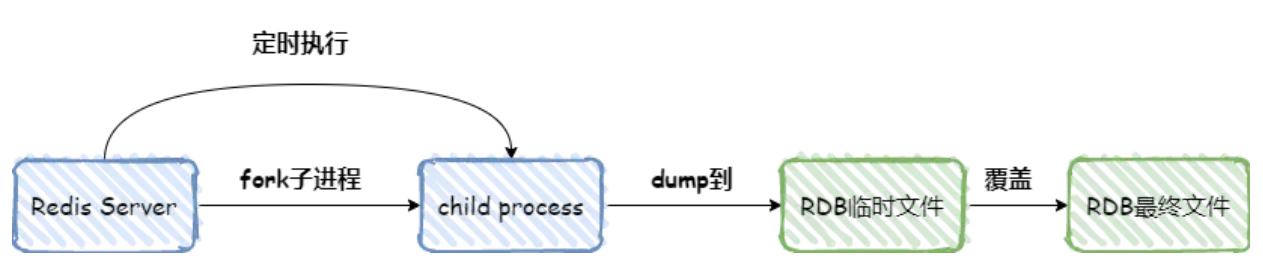 定时执行
fork子进程
dump到
覆盖
Redis Server
child process
RDB临时文件
RDB最终文件